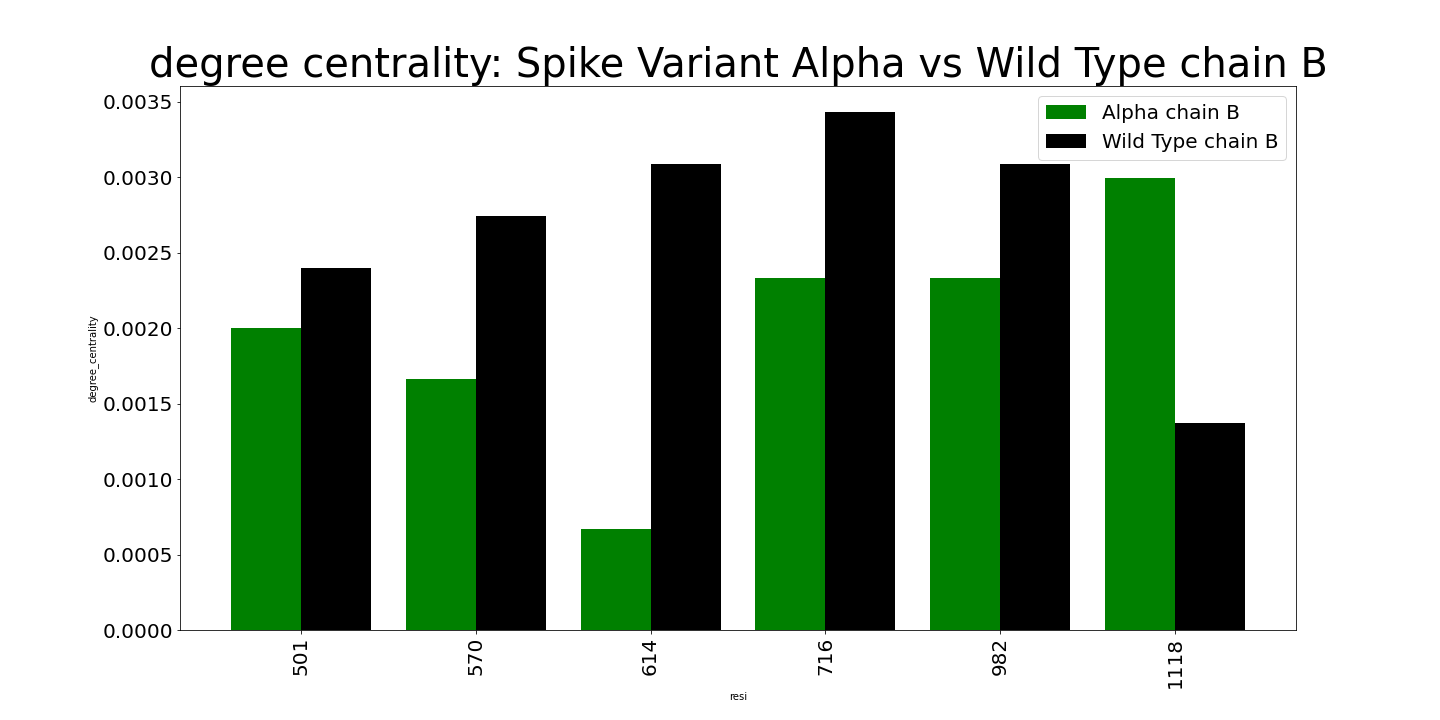 degree centrality: Spike Variant Alpha vs Wild Type chain B
Alpha chain B
Wild Type chain B
0.0035
0.0030
0.0025
0.0020
0.0015
0.0010
0.0005
0.0000
degree_centrality
501
570
614
716
982
1118
resi